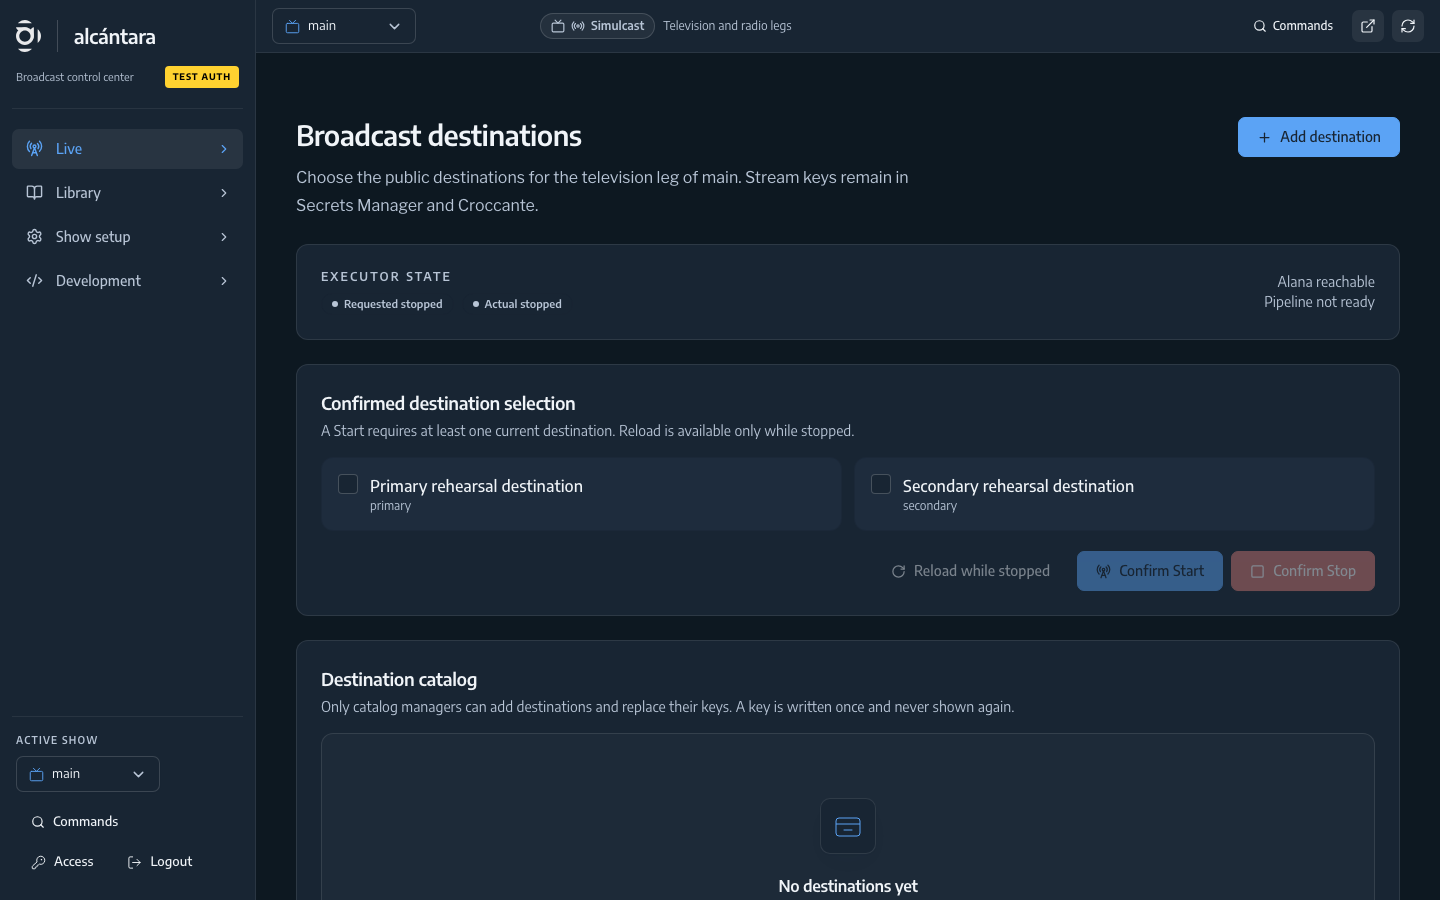 alcántara
Broadcast control center
TEST AUTH
Live
Library
Show setup
Development
ACTIVE SHOW
main
Commands
Access
Logout
main
Simulcast
Television and radio legs
Commands
Broadcast destinations
Add destination
Choose the public destinations for the television leg of main. Stream keys remain in
Secrets Manager and Croccante.
EXECUTOR STATE
Requested stopped
Actual stopped
Alana reachable
Pipeline not ready
Confirmed destination selection
A Start requires at least one current destination. Reload is available only while stopped.
Primary rehearsal destination
primary
Secondary rehearsal destination
secondary
Reload while stopped
Confirm Start
Confirm Stop
Destination catalog
Only catalog managers can add destinations and replace their keys. A key is written once and never shown again.
No destinations yet